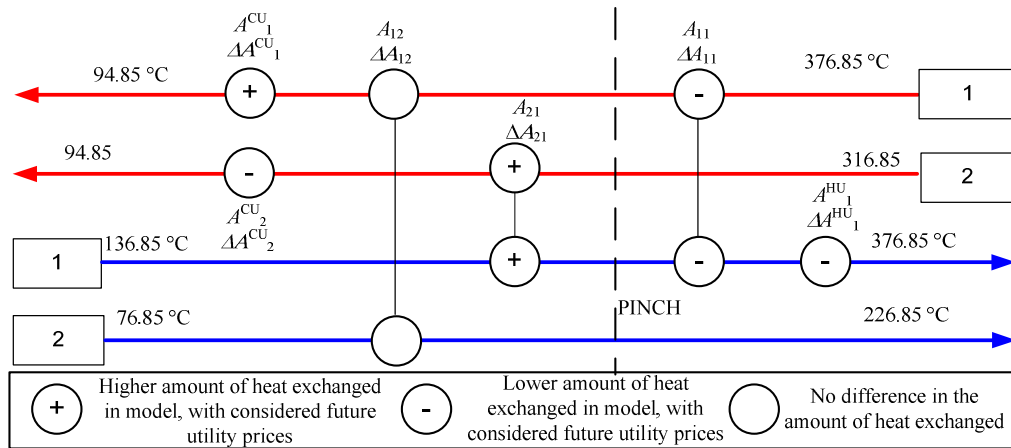 A^CU_1
ΔA^CU_1
A_12
ΔA_12
A_11
ΔA_11
94.85 °C
376.85 °C
+
-
1
A_21
ΔA_21
94.85
316.85
-
+
2
A^CU_2
ΔA^CU_2
A^HU_1
ΔA^HU_1
136.85 °C
376.85 °C
1
+
-
-
PINCH
76.85 °C
226.85 °C
2
+
Higher amount of heat exchanged
in model, with considered future
utility prices
-
Lower amount of heat
exchanged in model, with
considered future utility prices
No difference in the
amount of heat exchanged